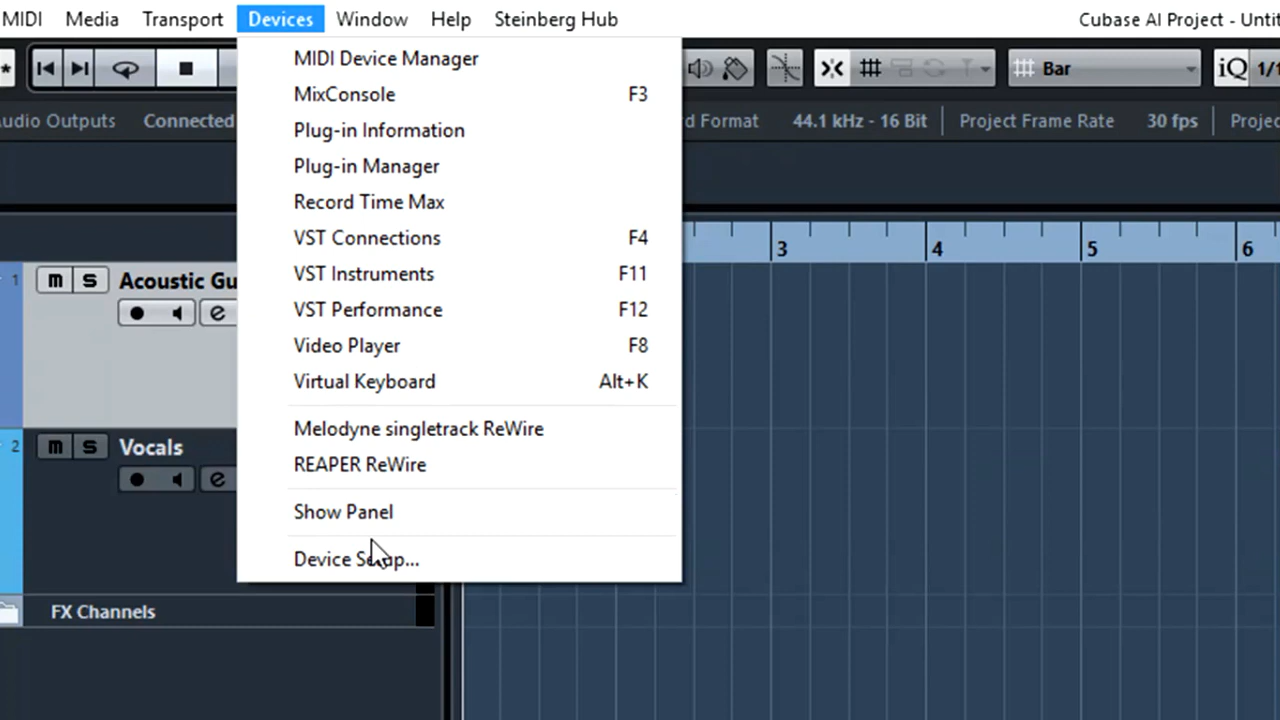 MIDI Media Transport Devices Window Help Steinberg Hub Cubase AI Project - Unti
Bar iQ 1/1
udio Outputs Connected d Format 44.1 kHz - 16 Bit Project Frame Rate 30 fps Projec
MIDI Device Manager
MixConsole F3
Plug-in Information
Plug-in Manager
Record Time Max
VST Connections F4
3 4 5 6
VST Instruments F11
1 m S Acoustic Gu
e
VST Performance F12
Video Player F8
Virtual Keyboard Alt+K
Melodyne singletrack ReWire
2 m S Vocals
e
REAPER ReWire
Show Panel
Device Setup...
FX Channels